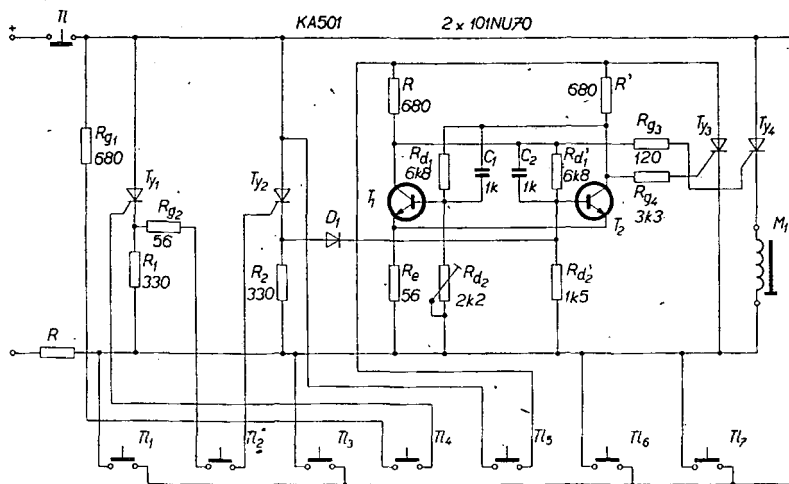 KA501 2 x 101NU70
+ Tl
R 680
680 R'
Rg1 680
Ty1
Ty2
Rd1 6k8
C1 1k
C2 1k
Rd1' 6k8
Rg3 120
Ty3
Ty4
Rg4 3k3
T1
T2
Rg2 56
D1
M1
R1 330
R2 330
Re 56
Rd2 2k2
Rd2' 1k5
R
Tl1
Tl2
Tl3
Tl4
Tl5
Tl6
Tl7